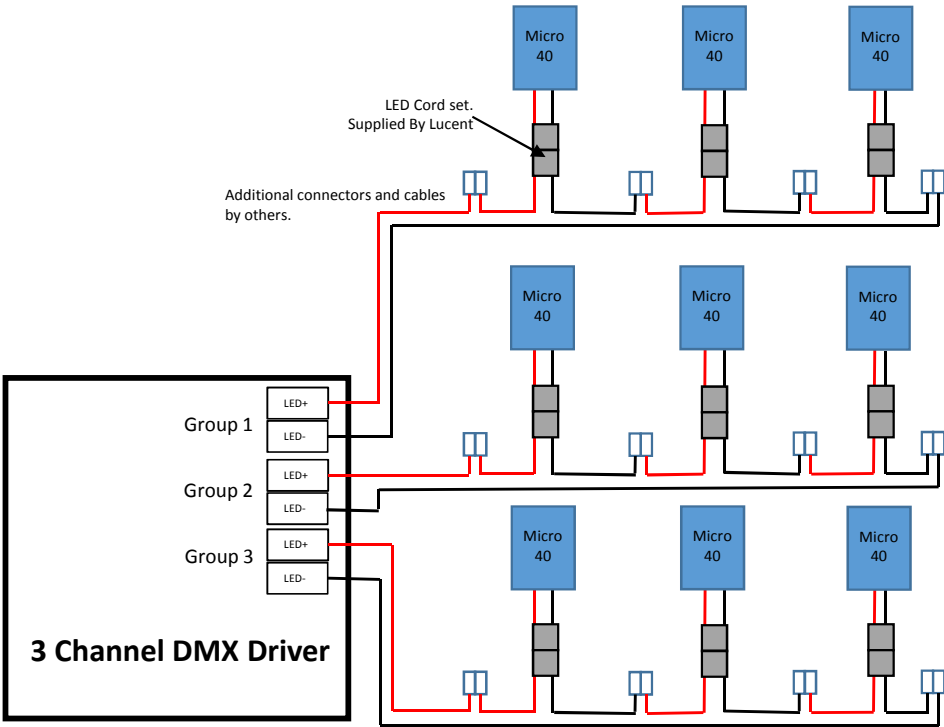 Micro
40
Micro
40
Micro
40
LED Cord set.
Supplied By Lucent
Additional connectors and cables
by others.
Micro
40
Micro
40
Micro
40
Group 1
LED+
LED-
Group 2
LED+
LED-
Group 3
LED+
LED-
Micro
40
Micro
40
Micro
40
3 Channel DMX Driver